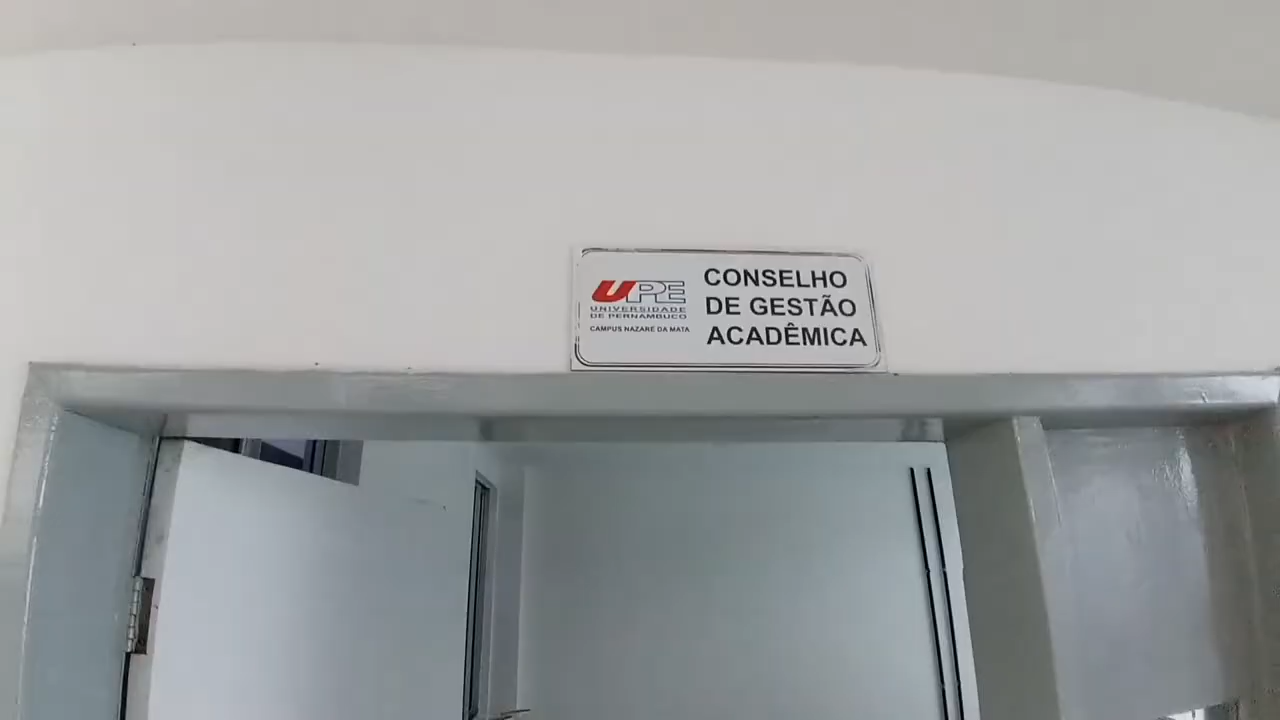 UPE
UNIVERSIDADE
DE PERNAMBUCO
CAMPUS NAZARÉ DA MATA
CONSELHO
DE GESTÃO
ACADÊMICA